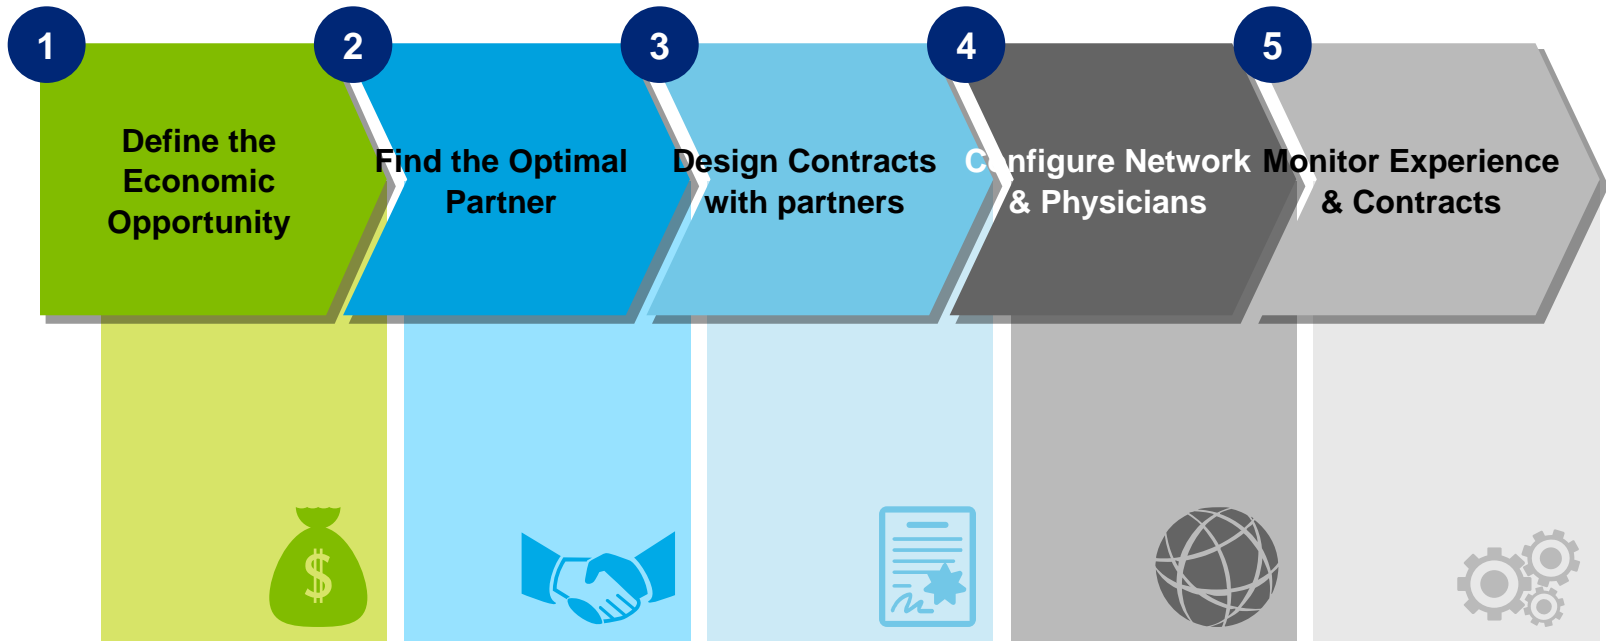 1
Define the
Economic
Opportunity
2
Find the Optimal
Partner
3
Design Contracts
with partners
4
Configure Network
& Physicians
5
Monitor Experience
& Contracts
$